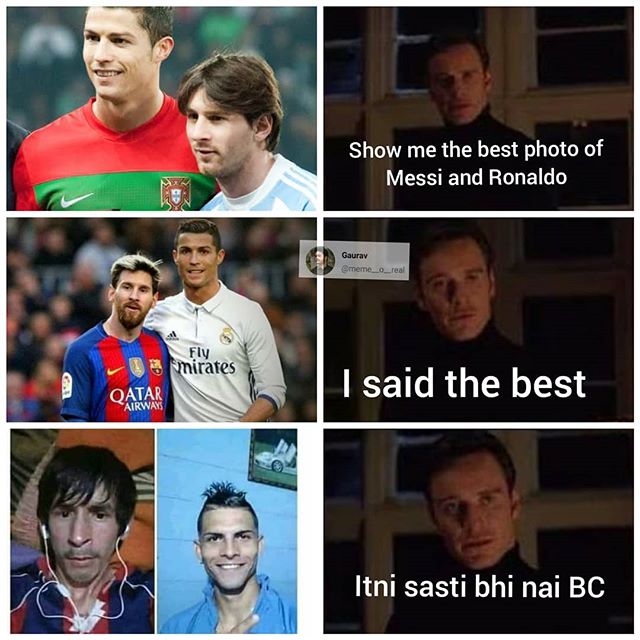 Show me the best photo of
Messi and Ronaldo
Gaurav
@meme__o__real
Fly
Emirates
QATAR
AIRWAYS
I said the best
Itni sasti bhi nai BC